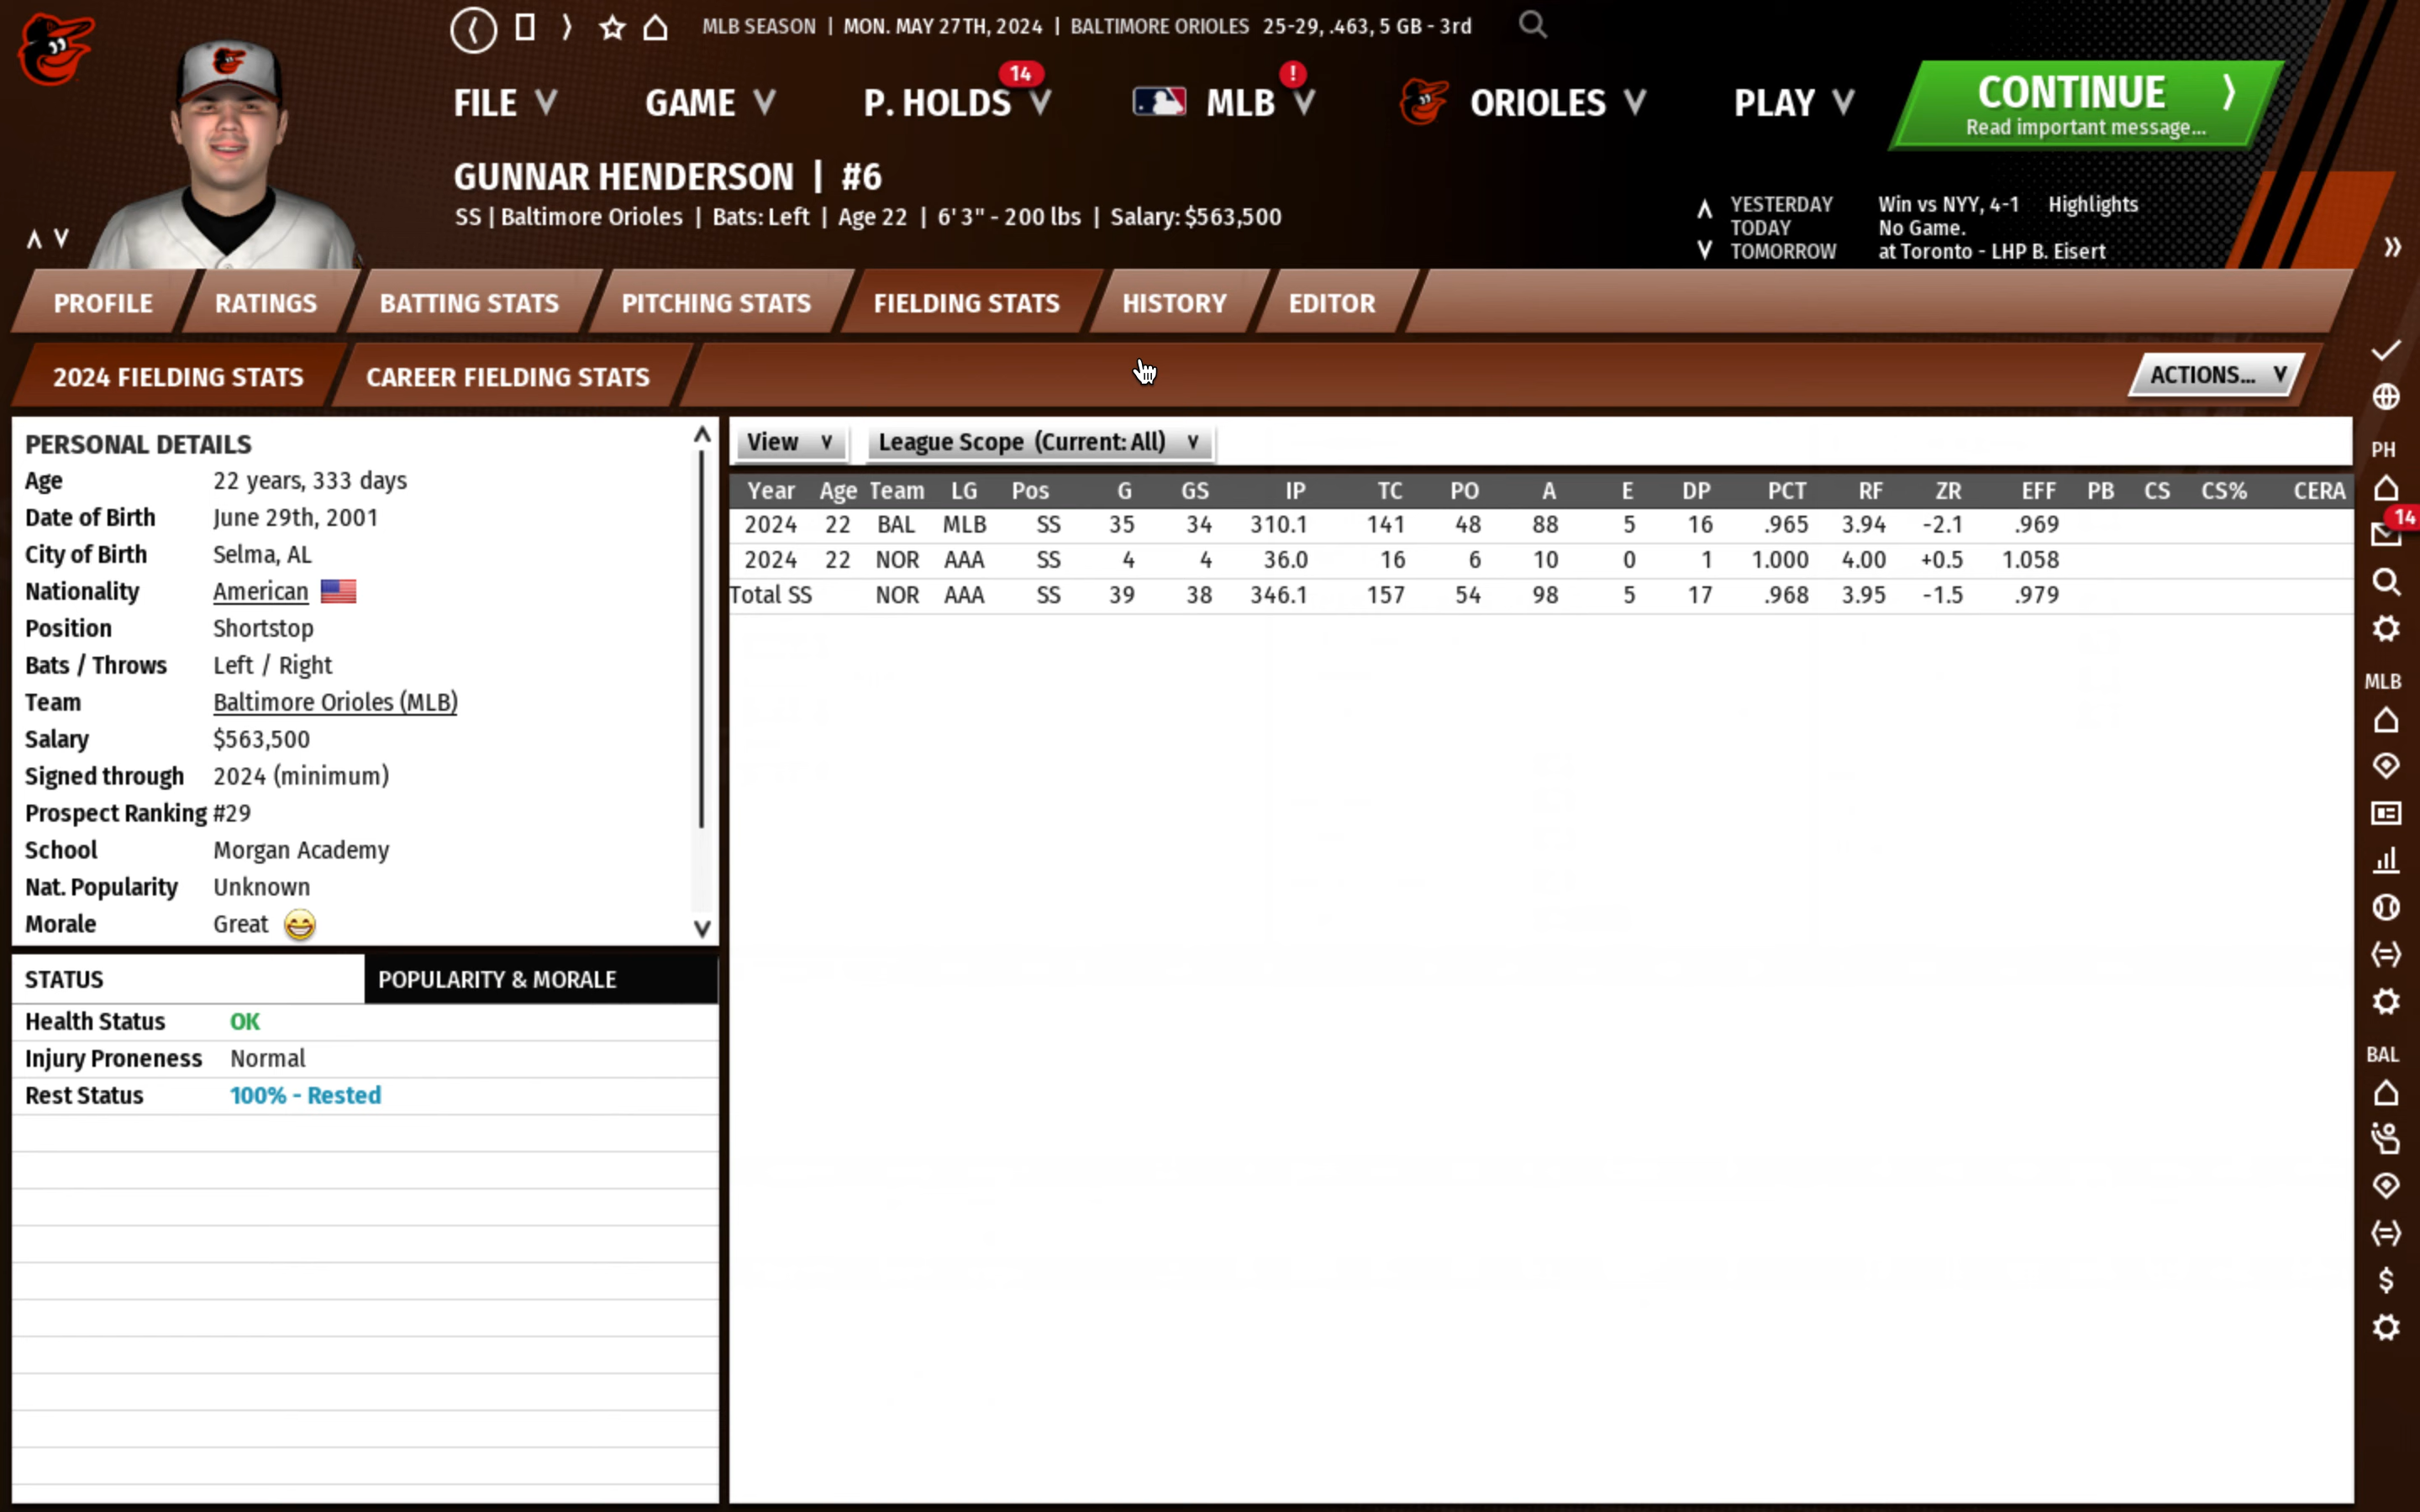 MLB SEASON | MON. MAY 27TH, 2024 | BALTIMORE ORIOLES 25-29, .463, 5 GB - 3rd
FILE GAME P. HOLDS 14 MLB ! ORIOLES PLAY CONTINUE
Read important message...
GUNNAR HENDERSON | #6
SS | Baltimore Orioles | Bats: Left | Age 22 | 6' 3" - 200 lbs | Salary: $563,500
YESTERDAY Win vs NYY, 4-1 Highlights
TODAY No Game.
TOMORROW at Toronto - LHP B. Eisert
PROFILE RATINGS BATTING STATS PITCHING STATS FIELDING STATS HISTORY EDITOR
2024 FIELDING STATS CAREER FIELDING STATS ACTIONS...
PERSONAL DETAILS
Age 22 years, 333 days
Date of Birth June 29th, 2001
City of Birth Selma, AL
Nationality American
Position Shortstop
Bats / Throws Left / Right
Team Baltimore Orioles (MLB)
Salary $563,500
Signed through 2024 (minimum)
Prospect Ranking #29
School Morgan Academy
Nat. Popularity Unknown
Morale Great
STATUS POPULARITY & MORALE
Health Status OK
Injury Proneness Normal
Rest Status 100% - Rested
View League Scope (Current: All)
Year Age Team LG Pos G GS IP TC PO A E DP PCT RF ZR EFF PB CS CS% CERA
2024 22 BAL MLB SS 35 34 310.1 141 48 88 5 16 .965 3.94 -2.1 .969
2024 22 NOR AAA SS 4 4 36.0 16 6 10 0 1 1.000 4.00 +0.5 1.058
Total SS NOR AAA SS 39 38 346.1 157 54 98 5 17 .968 3.95 -1.5 .979
PH
14
MLB
BAL
$